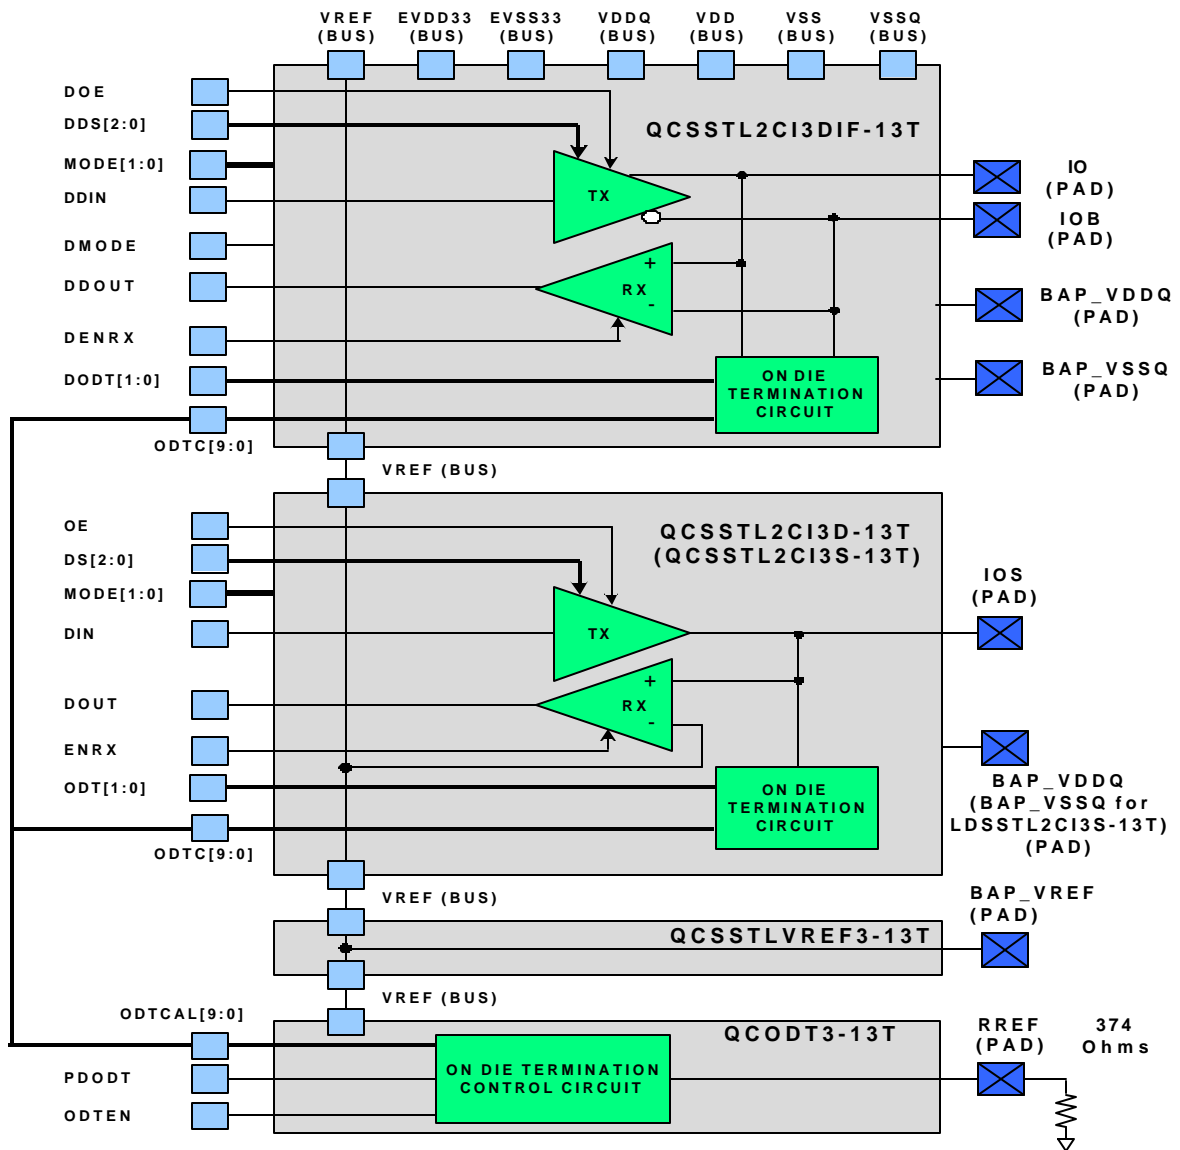 VREF
(BUS)
EVDD33
(BUS)
EVSS33
(BUS)
VDDQ
(BUS)
VDD
(BUS)
VSS
(BUS)
VSSQ
(BUS)
DOE
DDS[2:0]
MODE[1:0]
DDIN
DMODE
DDOUT
DENRX
DODT[1:0]
ODTC[9:0]
QCSSTL2CI3DIF-13T
TX
+
RX
-
ON DIE
TERMINATION
CIRCUIT
IO
(PAD)
IOB
(PAD)
BAP_VDDQ
(PAD)
BAP_VSSQ
(PAD)
VREF (BUS)
OE
DS[2:0]
MODE[1:0]
DIN
DOUT
ENRX
ODT[1:0]
ODTC[9:0]
QCSSTL2CI3D-13T
(QCSSTL2CI3S-13T)
TX
+
RX
-
ON DIE
TERMINATION
CIRCUIT
IOS
(PAD)
BAP_VDDQ
(BAP_VSSQ for
LDSSTL2CI3S-13T)
(PAD)
VREF (BUS)
QCSSTLVREF3-13T
BAP_VREF
(PAD)
VREF (BUS)
ODTCAL[9:0]
PDODT
ODTEN
QCODT3-13T
ON DIE TERMINATION
CONTROL CIRCUIT
RREF
(PAD)
374
Ohms